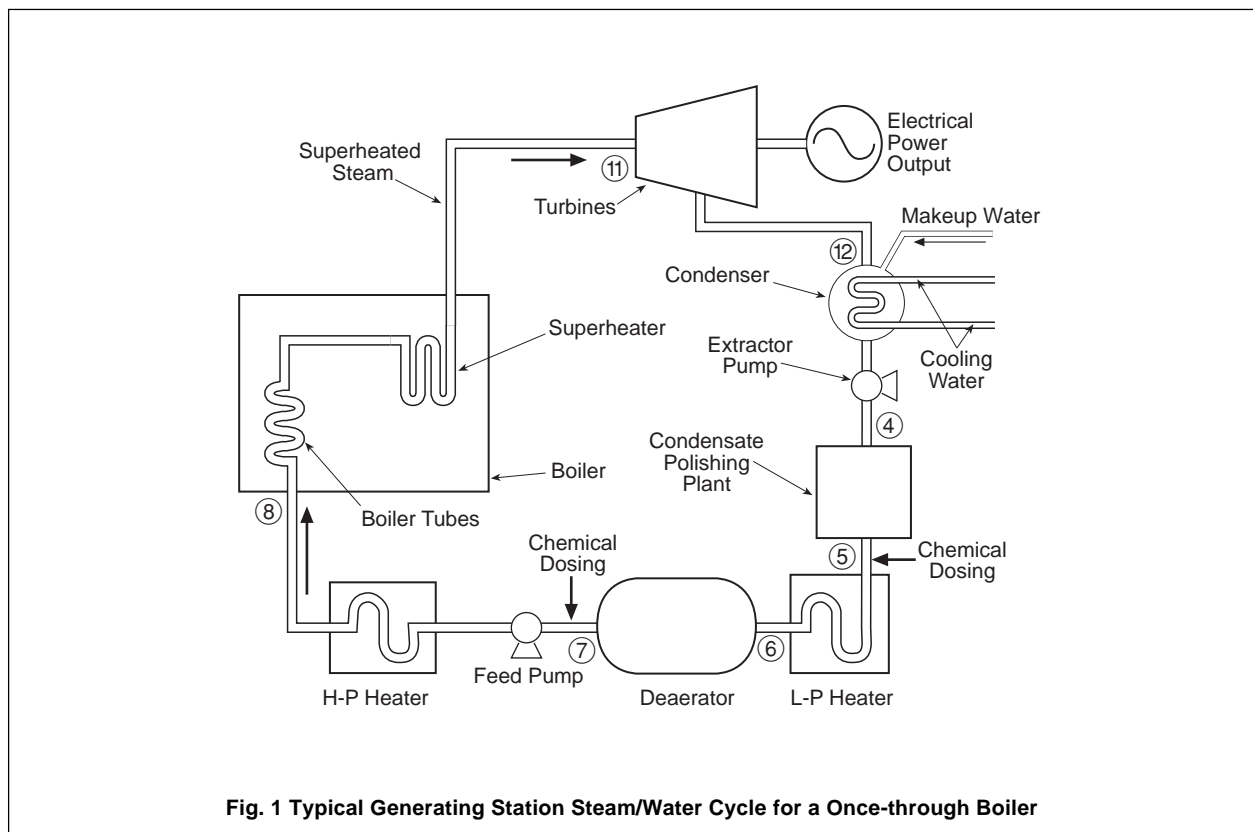 Electrical
Power
Output
Superheated
Steam
⑪
Turbines
Makeup Water
⑫
Condenser
Superheater
Extractor
Pump
Cooling
Water
④
Condensate
Polishing
Plant
Boiler
⑧
Boiler Tubes
Chemical
Dosing
⑤
Chemical
Dosing
⑦
⑥
Feed Pump
H-P Heater
Deaerator
L-P Heater
Fig. 1 Typical Generating Station Steam/Water Cycle for a Once-through Boiler